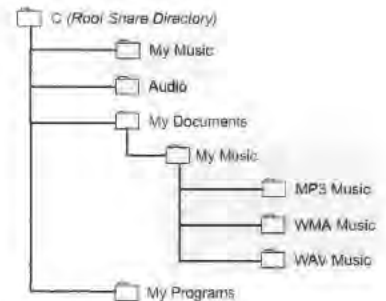 C (Root Share Directory)
My Music
Audio
My Documents
My Music
MP3 Music
WMA Music
WAV Music
My Programs